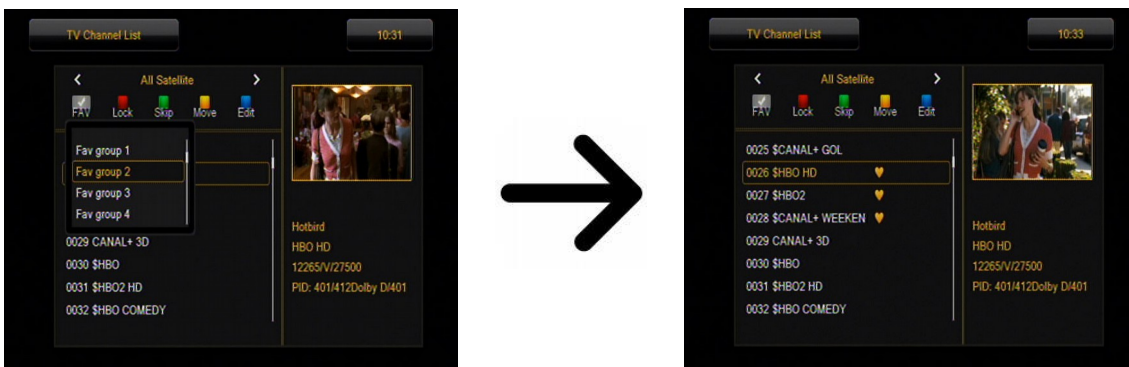 TV Channel List
10:31
All Satellite
FAV Lock Skip Move Edit
Fav group 1
Fav group 2
Fav group 3
Fav group 4
0029 CANAL+ 3D
0030 $HBO
0031 $HBO2 HD
0032 $HBO COMEDY
Hotbird
HBO HD
12265/V/27500
PID: 401/412Dolby D/401
TV Channel List
10:33
All Satellite
FAV Lock Skip Move Edit
0025 $CANAL+ GOL
0026 $HBO HD
0027 $HBO2
0028 $CANAL+ WEEKEN
0029 CANAL+ 3D
0030 $HBO
0031 $HBO2 HD
0032 $HBO COMEDY
Hotbird
HBO HD
12265/V/27500
PID: 401/412Dolby D/401